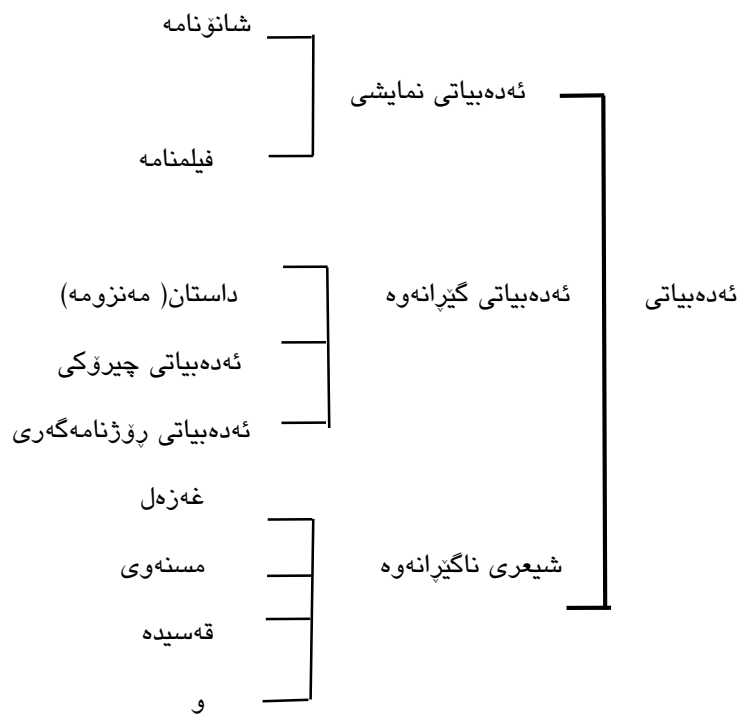 شانۆنامە
ئەدەبیاتی نمایشی
فیلمنامە
ئەدەبیاتی
ئەدەبیاتی گێڕانەوە
داستان( مەنزومە)
ئەدەبیاتی چیرۆکی
ئەدەبیاتی ڕۆژنامەگەری
غەزەل
شیعری ناگێڕانەوە
مسنەوی
قەسیدە
و